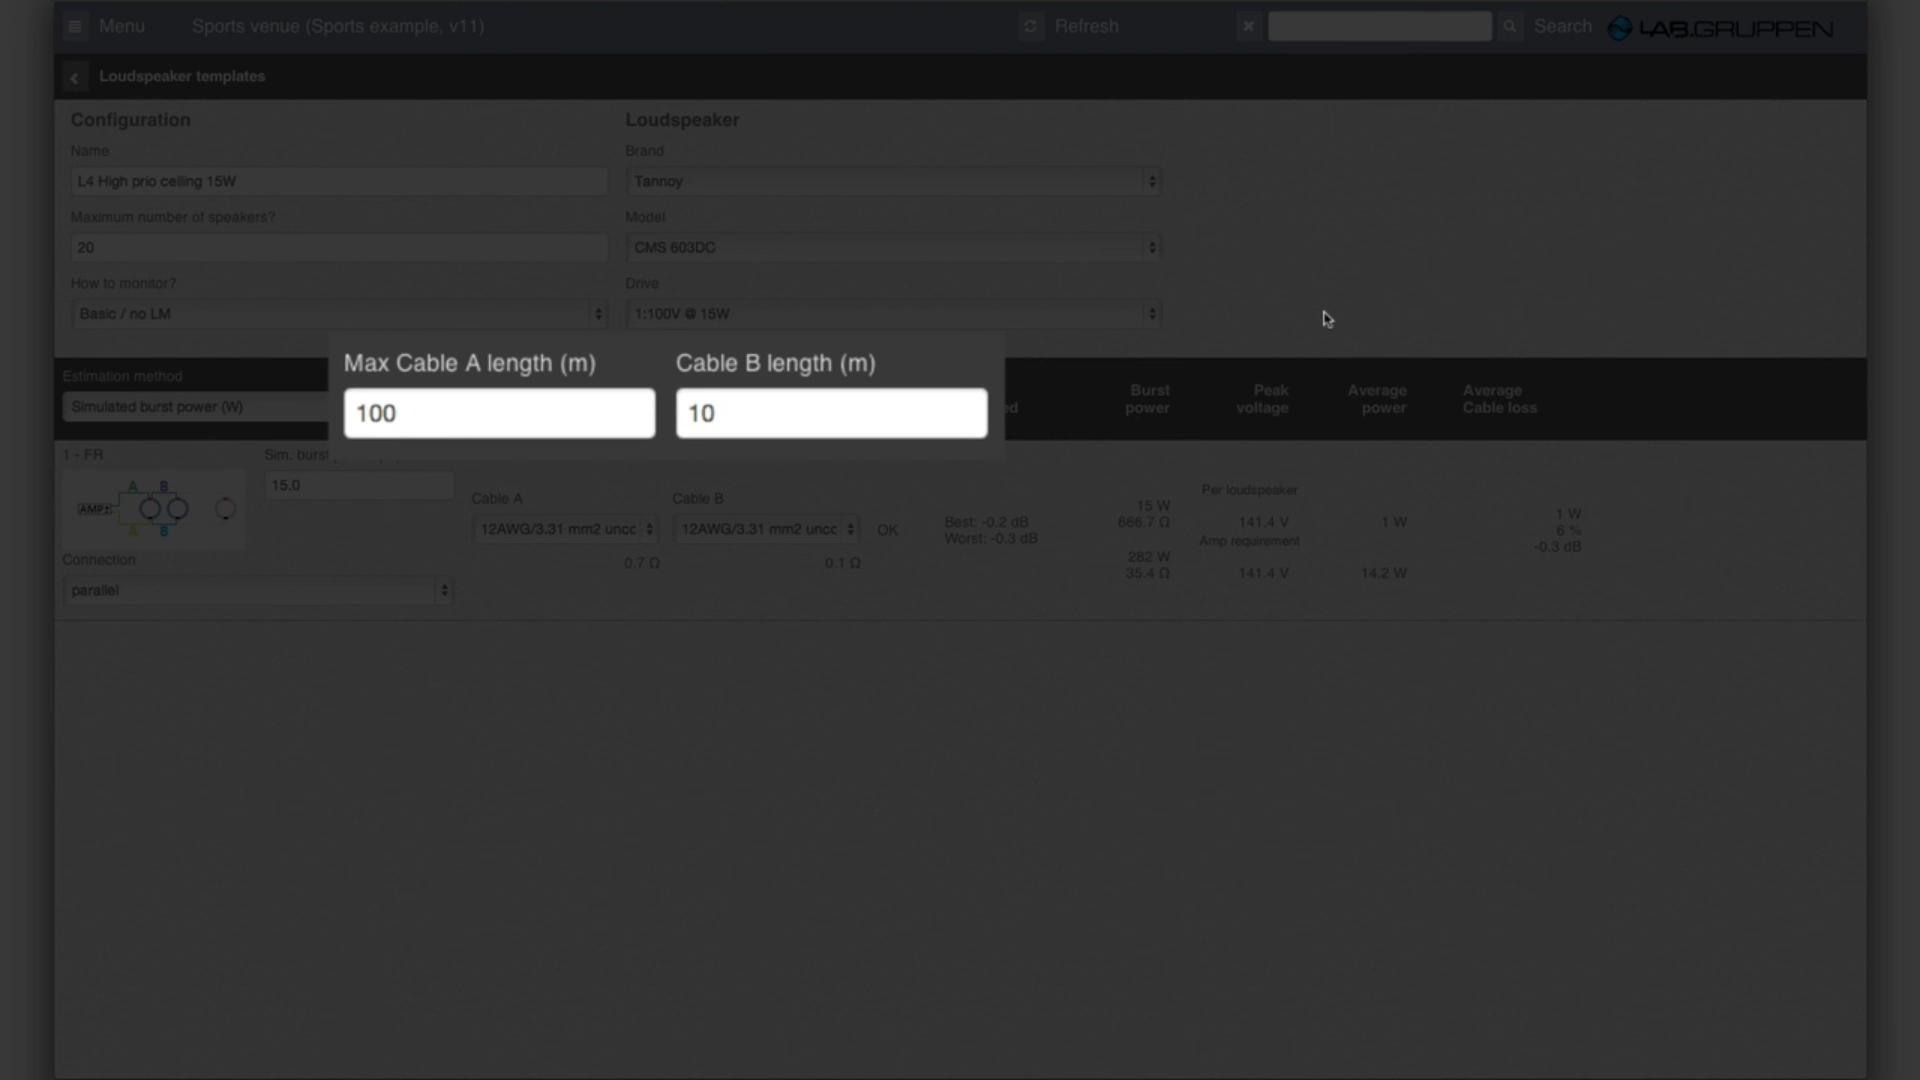 Menu
Sports venue (Sports example, v11)
Refresh
Search
LAB.GRUPPEN
Loudspeaker templates
Configuration
Loudspeaker
Name
Brand
L4 High prio ceiling 15W
Tannoy
Maximum number of speakers?
Model
20
CMS 603DC
How to monitor?
Drive
Basic / no LM
1:100V @ 15W
Max Cable A length (m)
Cable B length (m)
100
10
Estimation method
Simulated burst power (W)
Burst power
Peak voltage
Average power
Average Cable loss
1 - FR
Sim. burst
15.0
A B
AMP
A B
Cable A
Cable B
12AWG/3.31 mm2 uncc
12AWG/3.31 mm2 uncc
OK
0.7 Ω
0.1 Ω
Best: -0.2 dB
Worst: -0.3 dB
Per loudspeaker
15 W
666.7 Ω
141.4 V
1 W
Amp requirement
282 W
35.4 Ω
141.4 V
14.2 W
1 W
6 %
-0.3 dB
Connection
parallel